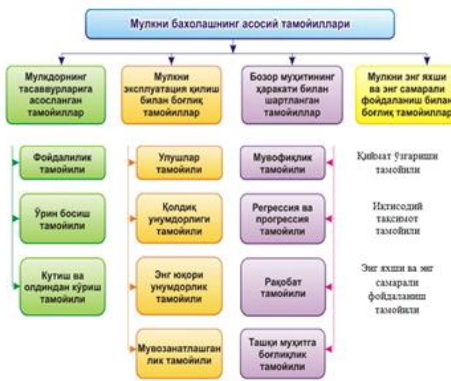 Мулкни бахолашнинг асосий тамойиллари
Мулкдорнинг
тасаввурларига
асосланган
тамойиллар
Мулкни
эксплуатация қилиш
билан боғлиқ
тамойиллар
Бозор муҳитининг
ҳаракати билан
шартланган
тамойиллар
Мулкни энг яхши
ва энг самарали
фойдаланиш билан
боғлиқ тамойиллар
Фойдалилик
тамойили
Ўрин босиш
тамойили
Кутиш ва
олдиндан кўриш
тамойили
Улушлар
тамойили
Қолдиқ
унумдорлиги
тамойили
Энг юқори
унумдорлик
тамойили
Мувозанатлашган
лик тамойили
Мувофиқлик
тамойили
Регрессия ва
прогрессия
тамойили
Рақобат
тамойили
Ташқи муҳитга
боғлиқлик
тамойили
Қиймат ўзгариши
тамойили
Иқтисодий
тақсимот
тамойили
Энг яхши ва энг
самарали
фойдаланиш
тамойили